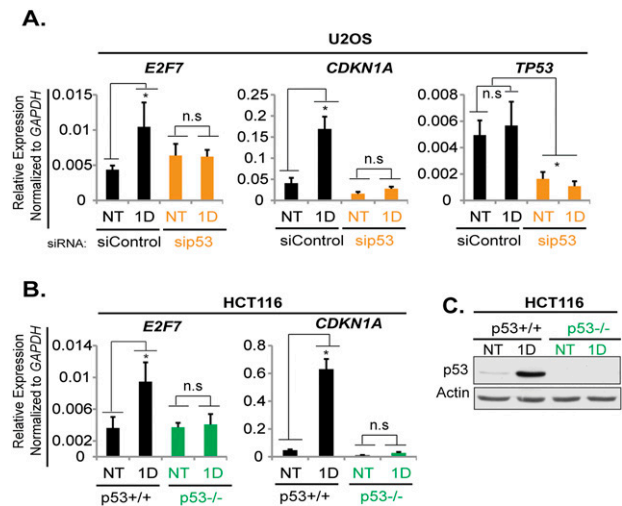 A.
U2OS
E2F7 CDKN1A TP53
Relative Expression
Normalized to GAPDH
0.015
0.01
0.005
0
* n.s
0.25
0.2
0.15
0.1
0.05
0
* n.s
0.008
0.006
0.004
0.002
0
n.s *
NT 1D NT 1D NT 1D NT 1D NT 1D NT 1D
siRNA: siControl sip53 siControl sip53 siControl sip53
B.
HCT116
E2F7 CDKN1A
Relative Expression
Normalized to GAPDH
0.014
0.01
0.006
0.002
* n.s
0.8
0.6
0.4
0.2
0
* n.s
NT 1D NT 1D NT 1D NT 1D
p53+/+ p53-/- p53+/+ p53-/-
C.
HCT116
p53+/+ p53-/-
NT 1D NT 1D
p53
Actin